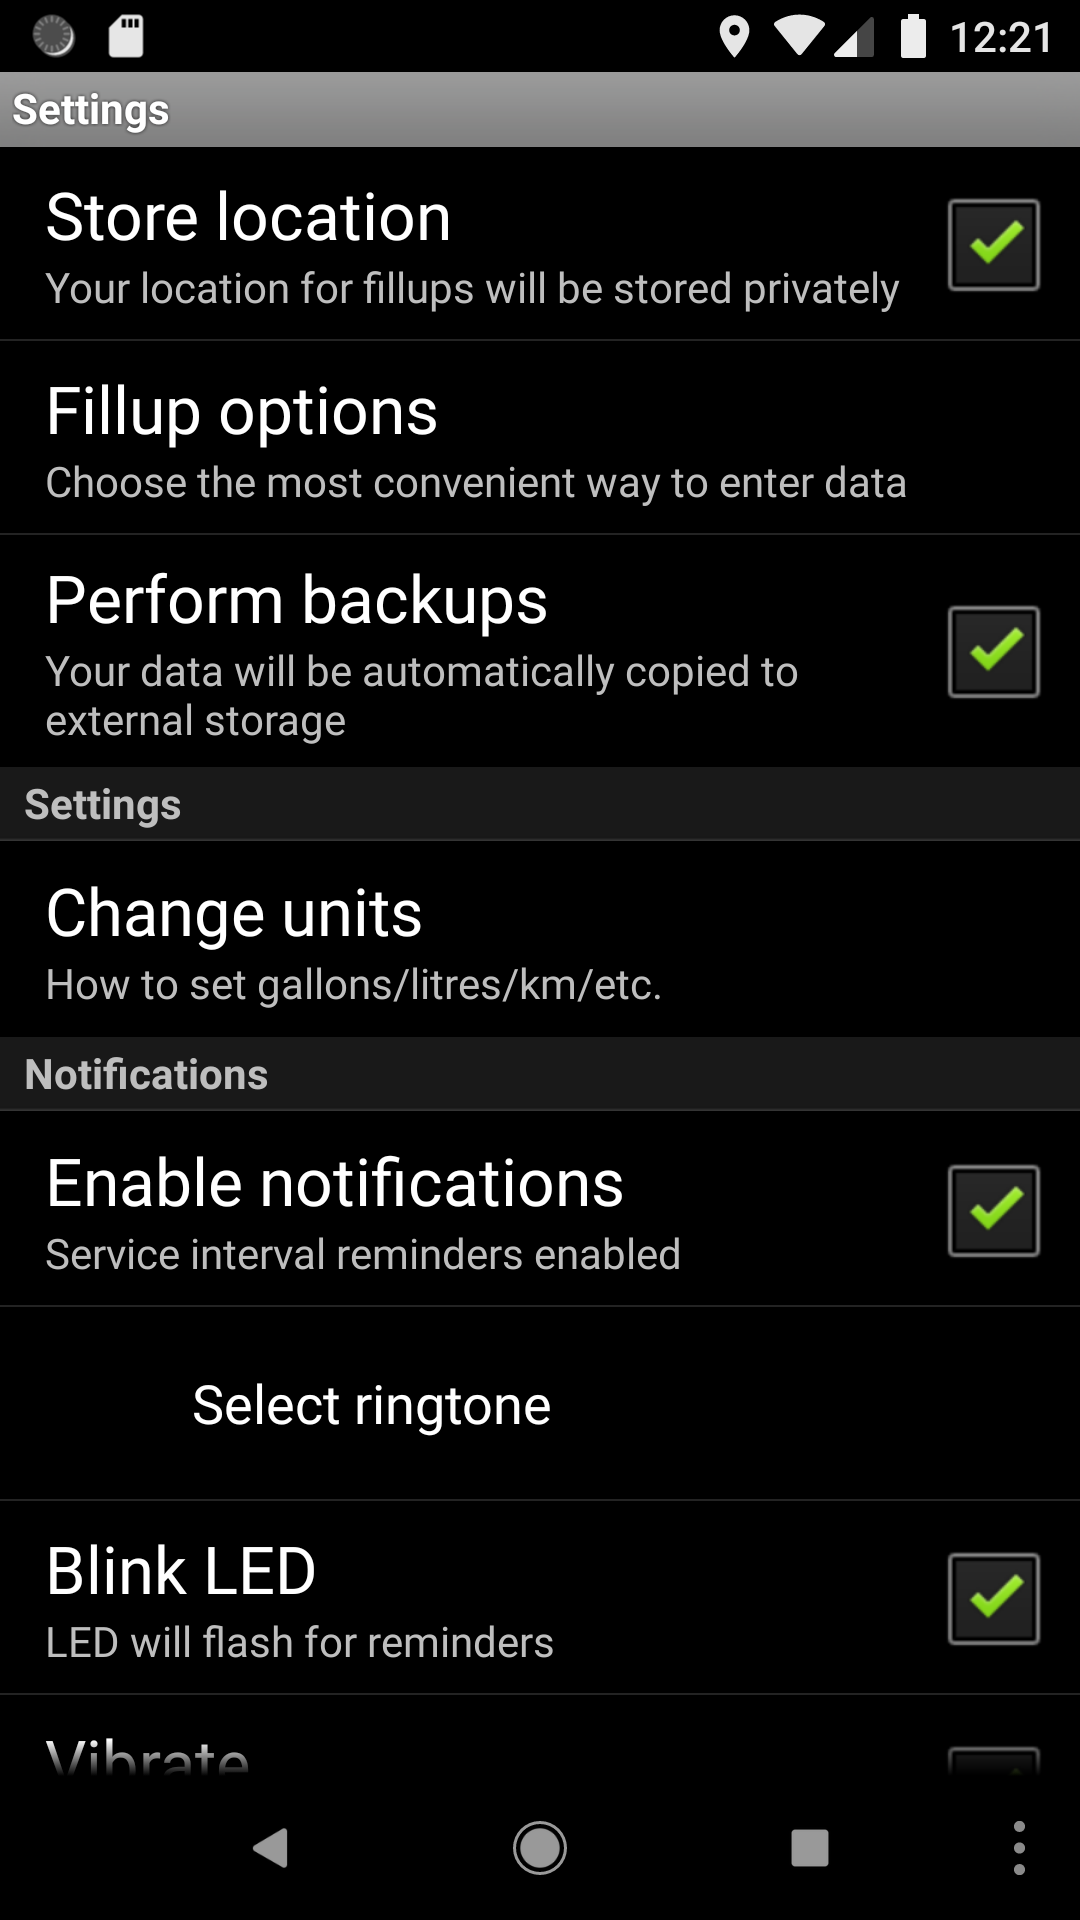 12:21
Settings
Store location
Your location for fillups will be stored privately
Fillup options
Choose the most convenient way to enter data
Perform backups
Your data will be automatically copied to
external storage
Settings
Change units
How to set gallons/litres/km/etc.
Notifications
Enable notifications
Service interval reminders enabled
Select ringtone
Blink LED
LED will flash for reminders
Vibrate